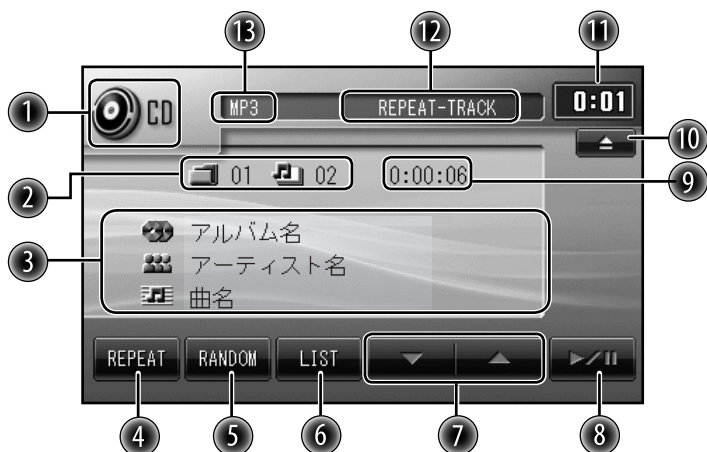 13 12 11
1 CD MP3 REPEAT-TRACK 0:01
10
2 01 02 0:00:06 9
アルバム名
3 アーティスト名
曲名
REPEAT RANDOM LIST
4 5 6 7 8